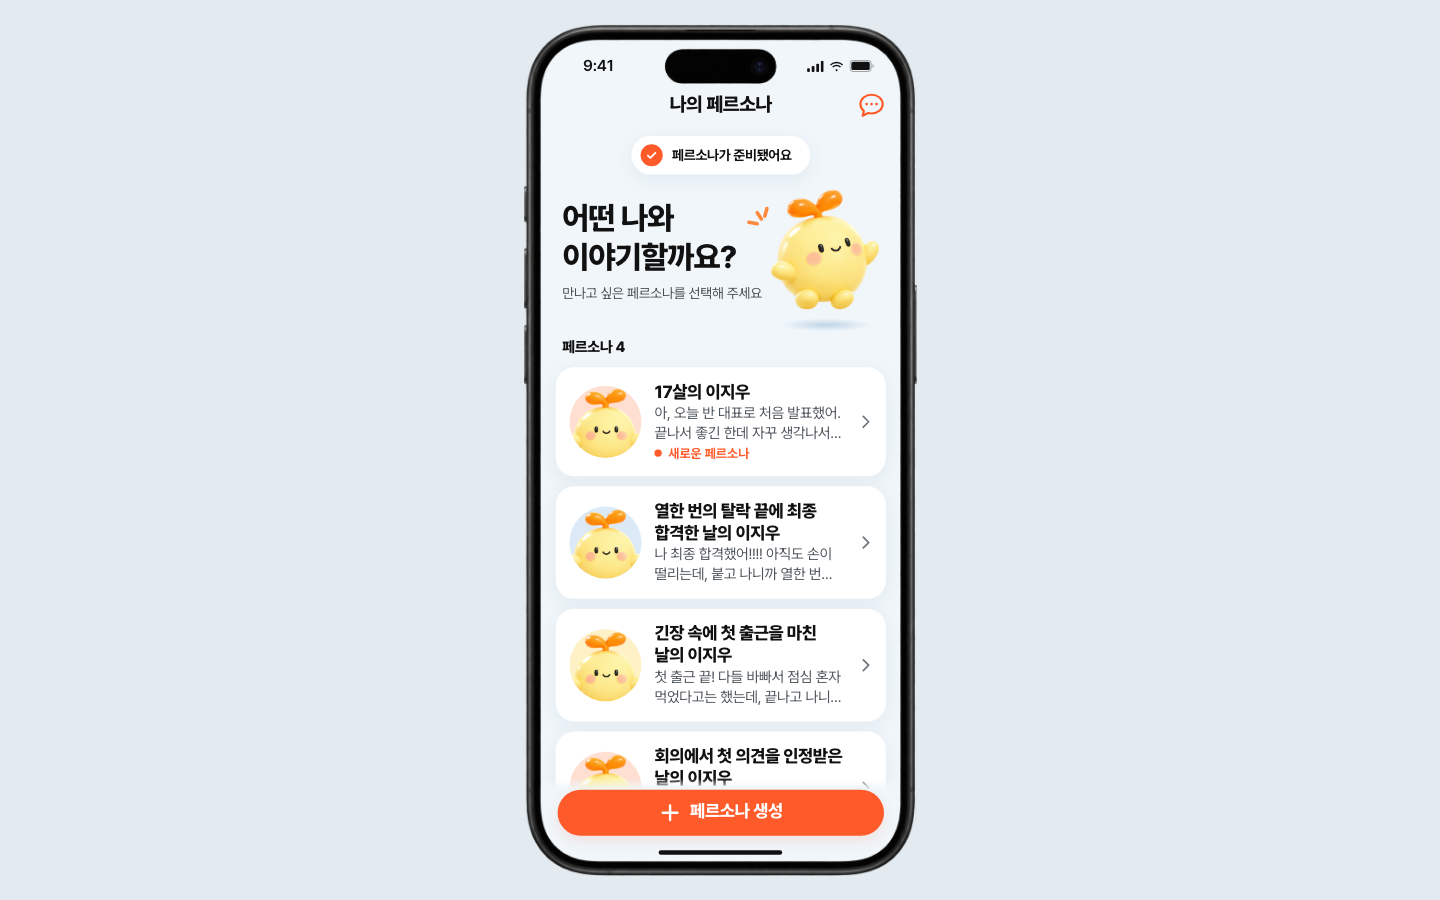 9:41
나의 페르소나
페르소나가 준비됐어요
어떤 나와
이야기할까요?
만나고 싶은 페르소나를 선택해 주세요
페르소나 4
17살의 이지우
아, 오늘 반 대표로 처음 발표했어.
끝나서 좋긴 한데 자꾸 생각나서...
새로운 페르소나
열한 번의 탈락 끝에 최종
합격한 날의 이지우
나 최종 합격했어!!!! 아직도 손이
떨리는데, 붙고 나니까 열한 번...
긴장 속에 첫 출근을 마친
날의 이지우
첫 출근 끝! 다들 바빠서 점심 혼자
먹었다고는 했는데, 끝나고 나니...
회의에서 첫 의견을 인정받은
날의 이지우
페르소나 생성